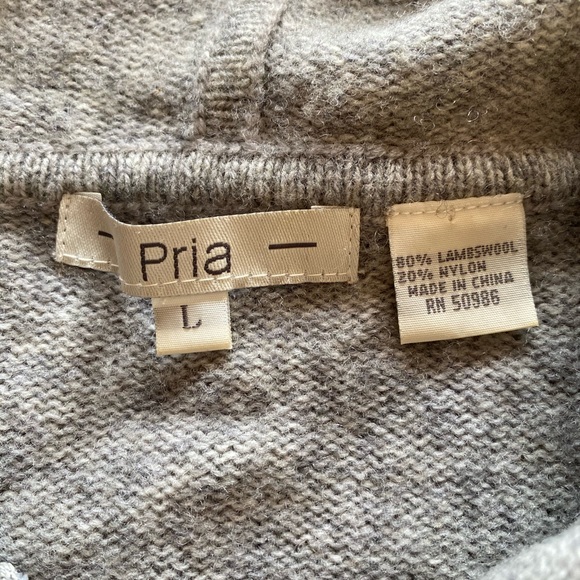 — Pria —
L
80% LAMBSWOOL
20% NYLON
MADE IN CHINA
RN 50986